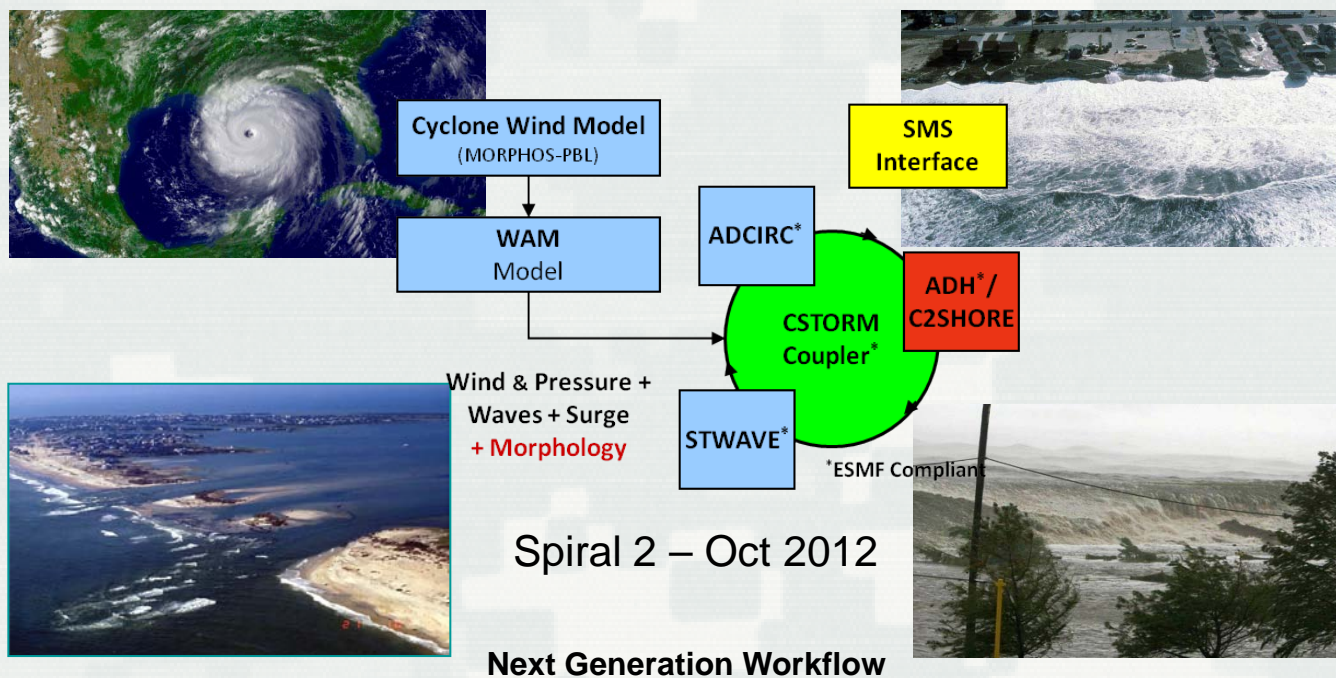 Cyclone Wind Model
(MORPHOS-PBL)
SMS
Interface
WAM
Model
ADCIRC*
ADH*/
C2SHORE
CSTORM
Coupler*
Wind & Pressure +
Waves + Surge
+ Morphology
STWAVE*
*ESMF Compliant
Spiral 2 – Oct 2012
Next Generation Workflow